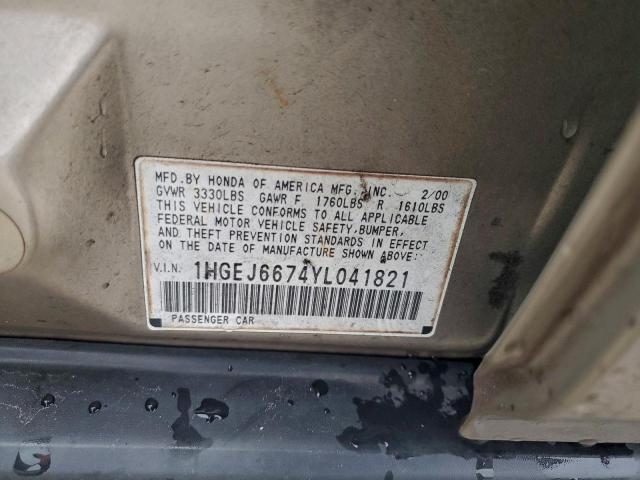 MFD.BY HONDA OF AMERICA MFG.,INC. 2/00
GVWR 3330LBS GAWR F 1760LBS R 1610LBS
THIS VEHICLE CONFORMS TO ALL APPLICABLE
FEDERAL MOTOR VEHICLE SAFETY,BUMPER,
AND THEFT PREVENTION STANDARDS IN EFFECT
ON THE DATE OF MANUFACTURE SHOWN ABOVE:
V.I.N. 1HGEJ6674YL041821
PASSENGER CAR